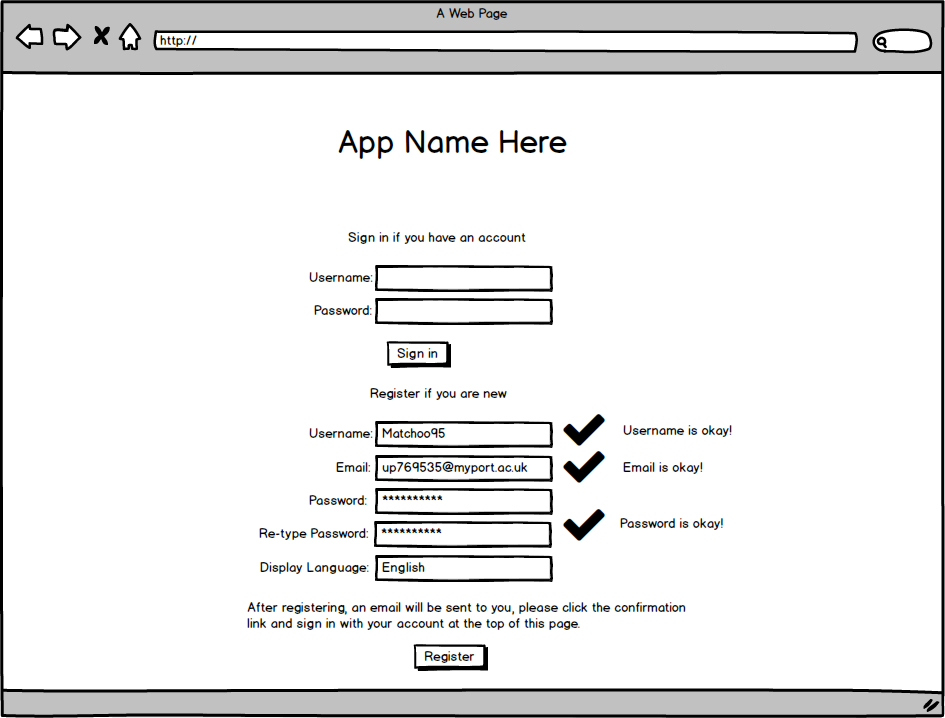 A Web Page
http://
App Name Here
Sign in if you have an account
Username:
Password:
Sign in
Register if you are new
Username: Matchoo95 Username is okay!
Email: up769535@myport.ac.uk Email is okay!
Password: **********
Re-type Password: ********** Password is okay!
Display Language: English
After registering, an email will be sent to you, please click the confirmation
link and sign in with your account at the top of this page.
Register